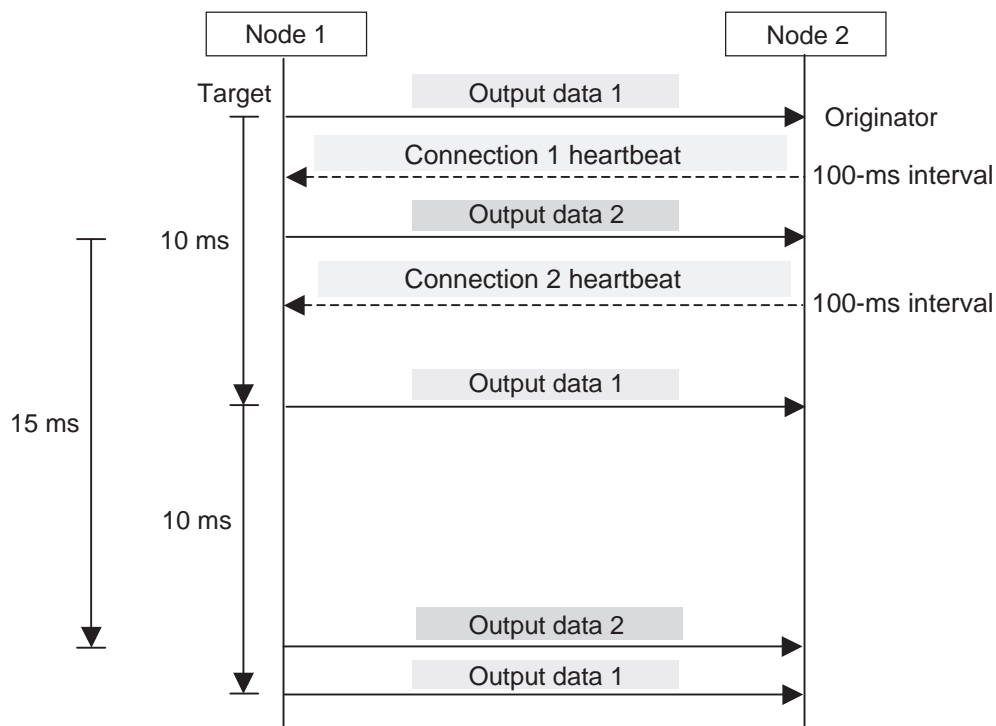 Node 1
Node 2
Target
Output data 1
Originator
Connection 1 heartbeat
100-ms interval
Output data 2
10 ms
Connection 2 heartbeat
100-ms interval
Output data 1
15 ms
10 ms
Output data 2
Output data 1